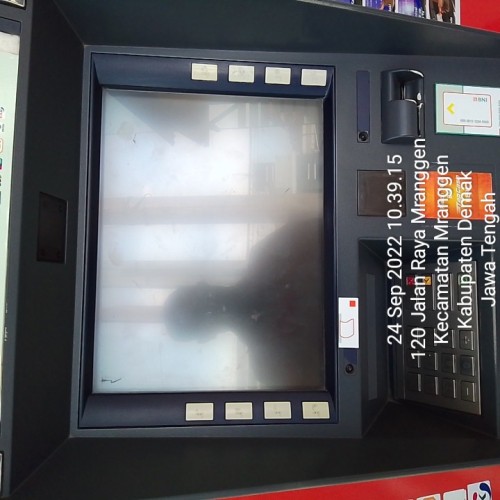 24 Sep 2022 10.39.15
120 Jalan Raya Mranggen
Kecamatan Mranggen
Kabupaten Demak
Jawa Tengah